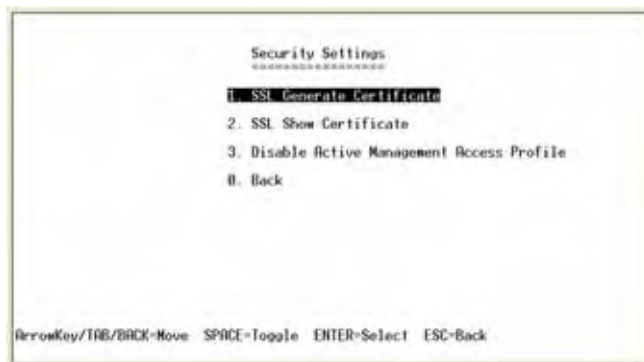 Security Settings
=================
1. SSL Generate Certificate
2. SSL Show Certificate
3. Disable Active Management Access Profile
0. Back
ArrowKey/TAB/BACK=Move SPACE=Toggle ENTER=Select ESC=Back